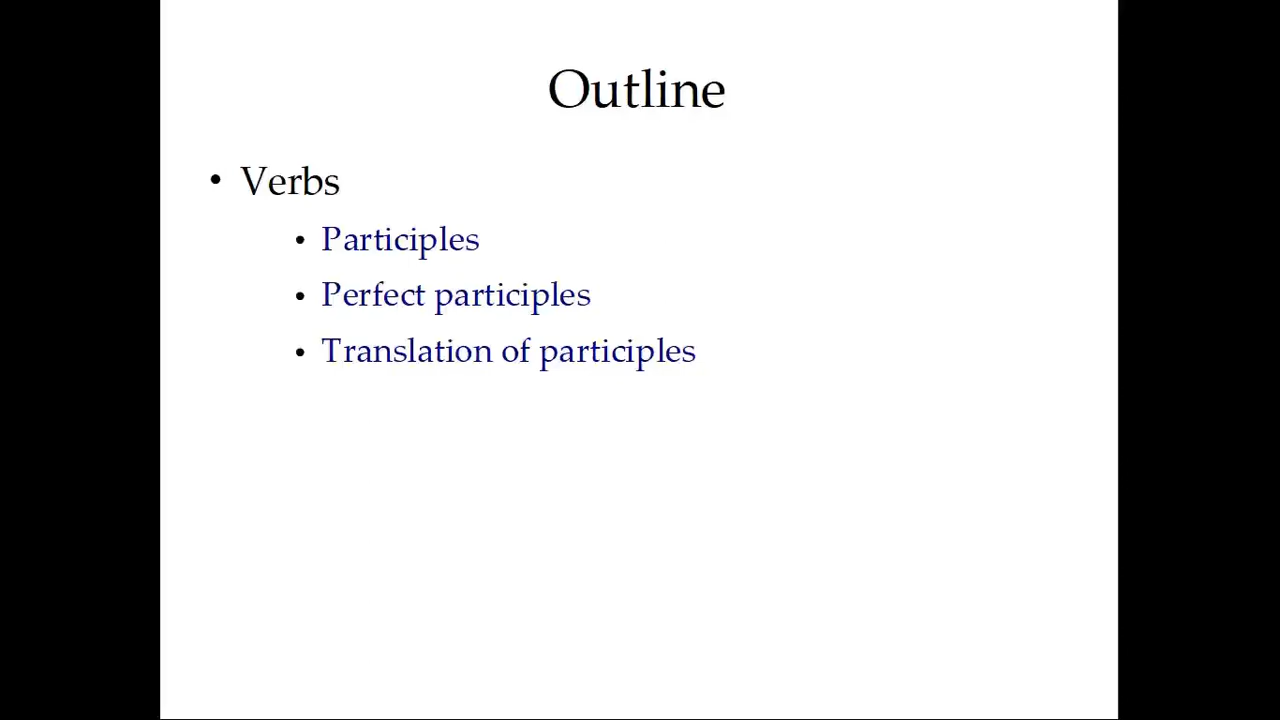 Outline
• Verbs
• Participles
• Perfect participles
• Translation of participles